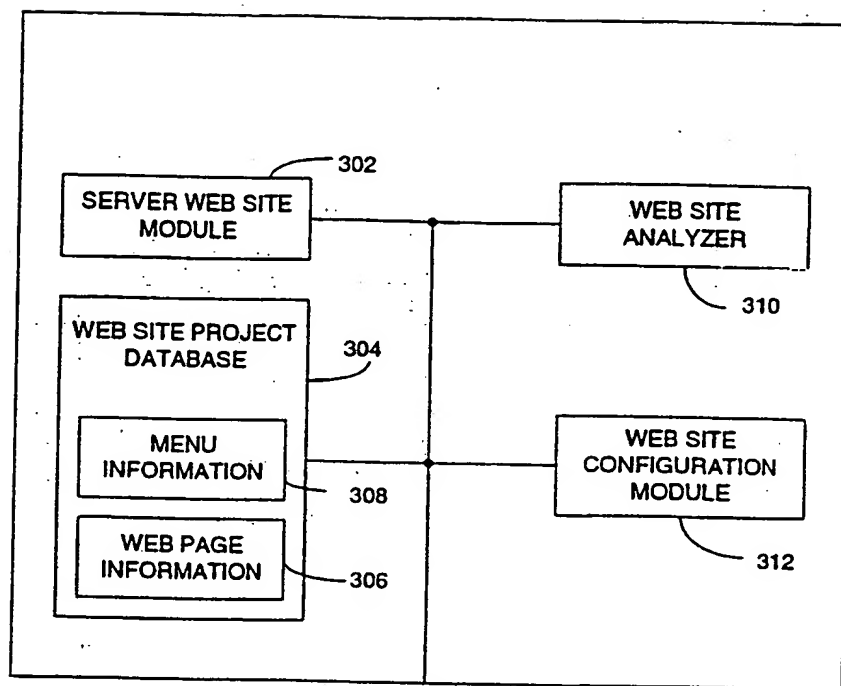 302
SERVER WEB SITE
MODULE
WEB SITE
ANALYZER
310
WEB SITE PROJECT
DATABASE
304
MENU
INFORMATION
308
WEB PAGE
INFORMATION
306
WEB SITE
CONFIGURATION
MODULE
312